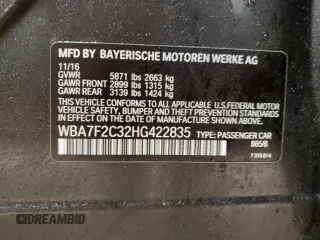 MFD BY BAYERISCHE MOTOREN WERKE AG
11/16
GVWR 5871 lbs 2663 kg
GAWR FRONT 2899 lbs 1315 kg
GAWR REAR 3139 lbs 1424 kg
THIS VEHICLE CONFORMS TO ALL APPLICABLE U.S. FEDERAL MOTOR
VEHICLE SAFETY, BUMPER AND THEFT PREVENTION STANDARDS IN
EFFECT ON THE DATE OF MANUFACTURE SHOWN ABOVE.
WBA7F2C32HG422835 TYPE: PASSENGER CAR
B65/B
7315814
DREAMBID